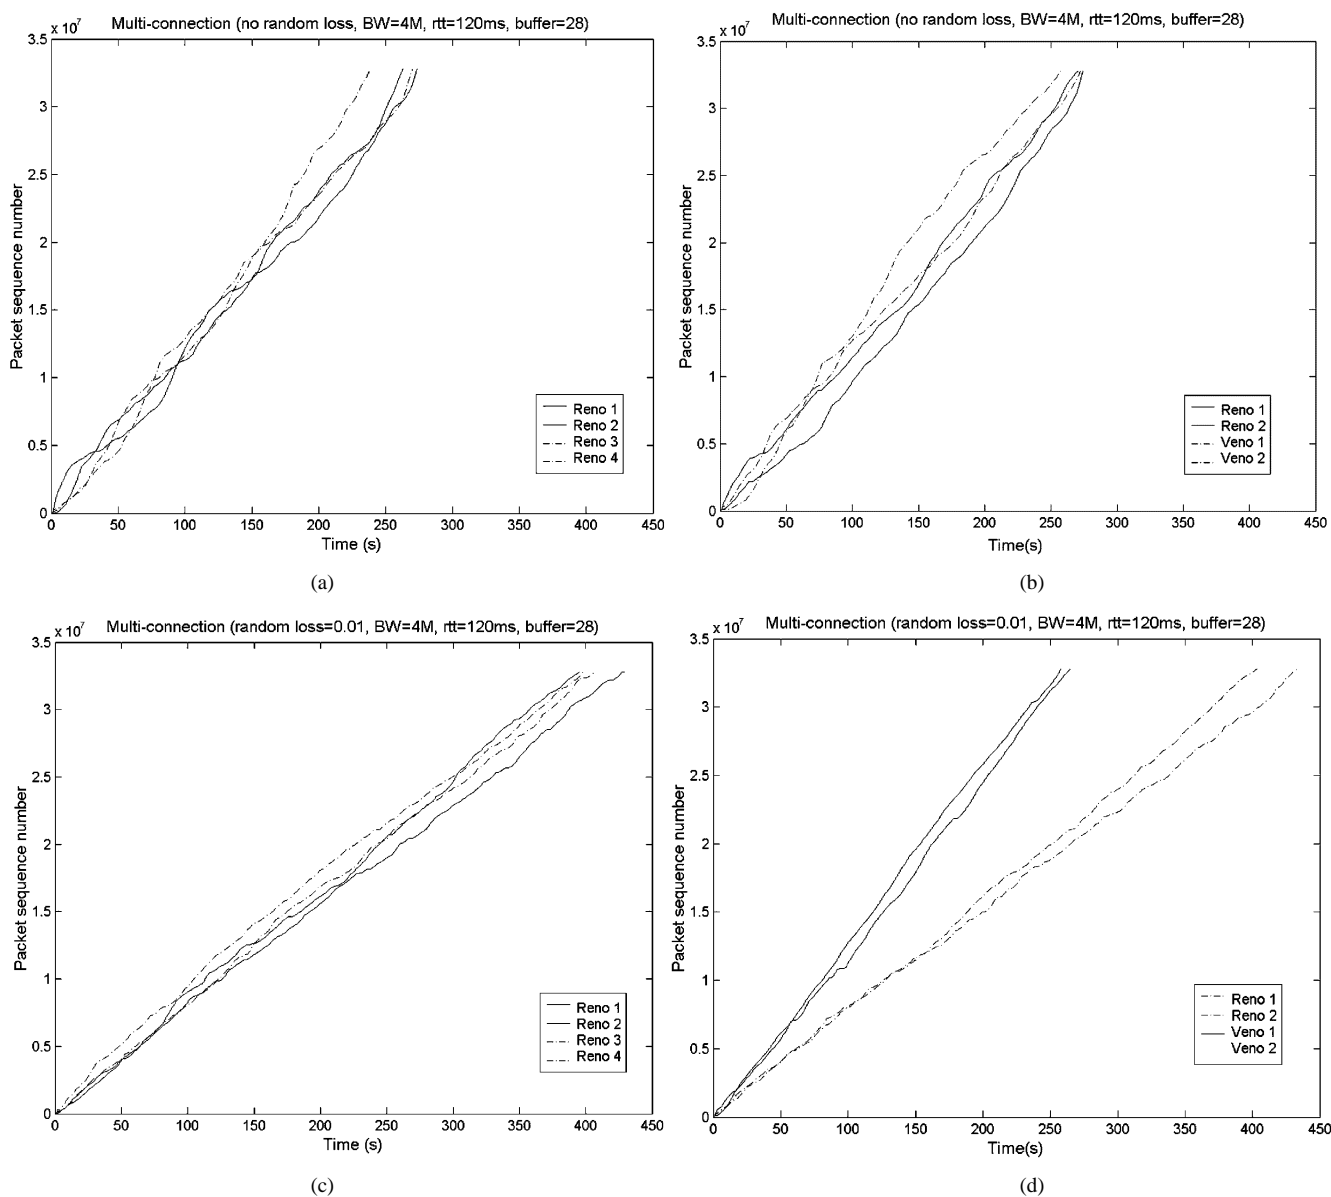 Multi-connection (no random loss, BW=4M, rtt=120ms, buffer=28)
x 10⁷
3.5
3
2.5
2
1.5
1
0.5
0
Packet sequence number
0 50 100 150 200 250 300 350 400 450
Time (s)
Reno 1
Reno 2
Reno 3
Reno 4
(a)
Multi-connection (no random loss, BW=4M, rtt=120ms, buffer=28)
x 10⁷
3.5
3
2.5
2
1.5
1
0.5
0
Packet sequence number
0 50 100 150 200 250 300 350 400 450
Time(s)
Reno 1
Reno 2
Veno 1
Veno 2
(b)
Multi-connection (random loss=0.01, BW=4M, rtt=120ms, buffer=28)
x 10⁷
3.5
3
2.5
2
1.5
1
0.5
0
Packet sequence number
0 50 100 150 200 250 300 350 400 450
Time (s)
Reno 1
Reno 2
Reno 3
Reno 4
(c)
Multi-connection (random loss=0.01, BW=4M, rtt=120ms, buffer=28)
x 10⁷
3.5
3
2.5
2
1.5
1
0.5
0
Packet sequence number
0 50 100 150 200 250 300 350 400 450
Time(s)
Reno 1
Reno 2
Veno 1
Veno 2
(d)